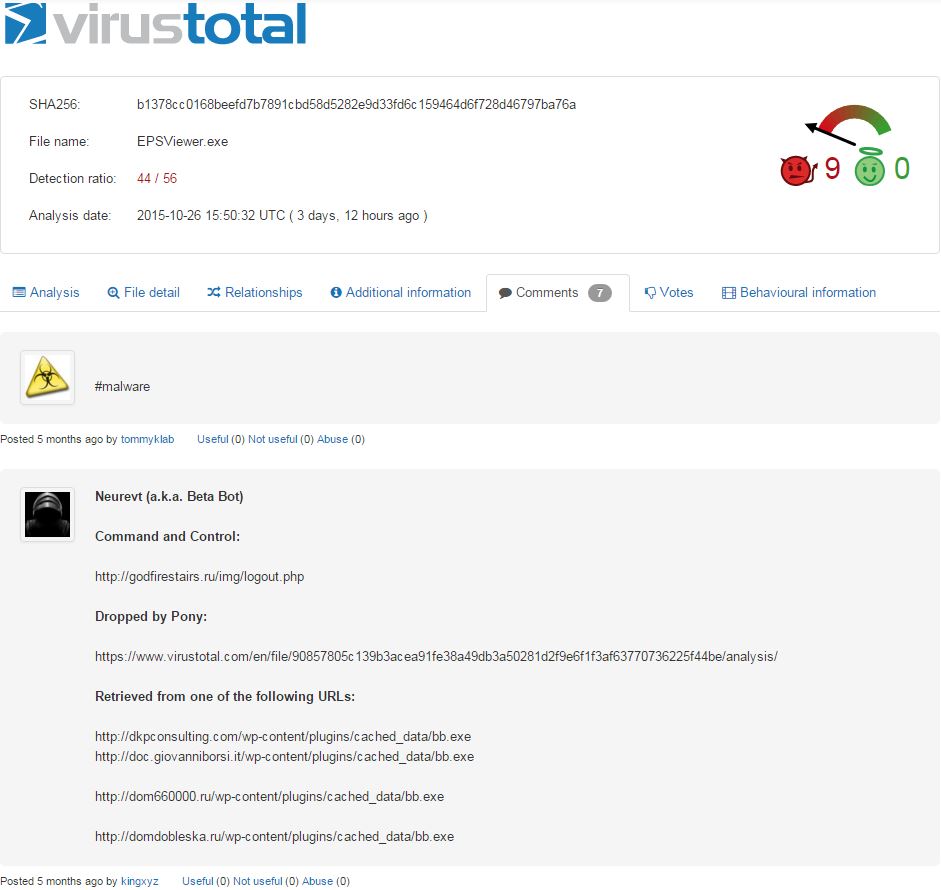 virustotal
SHA256: b1378cc0168beefd7b7891cbd58d5282e9d33fd6c159464d6f728d46797ba76a
File name: EPSViewer.exe
Detection ratio: 44 / 56
Analysis date: 2015-10-26 15:50:32 UTC ( 3 days, 12 hours ago )
9 0
Analysis File detail Relationships Additional information Comments 7 Votes Behavioural information
#malware
Posted 5 months ago by tommyklab Useful (0) Not useful (0) Abuse (0)
Neurevt (a.k.a. Beta Bot)
Command and Control:
http://godfirestairs.ru/img/logout.php
Dropped by Pony:
https://www.virustotal.com/en/file/90857805c139b3acea91fe38a49db3a50281d2f9e6f1f3af63770736225f44be/analysis/
Retrieved from one of the following URLs:
http://dkpconsulting.com/wp-content/plugins/cached_data/bb.exe
http://doc.giovanniborsi.it/wp-content/plugins/cached_data/bb.exe
http://dom660000.ru/wp-content/plugins/cached_data/bb.exe
http://domdobleska.ru/wp-content/plugins/cached_data/bb.exe
Posted 5 months ago by kingxyz Useful (0) Not useful (0) Abuse (0)